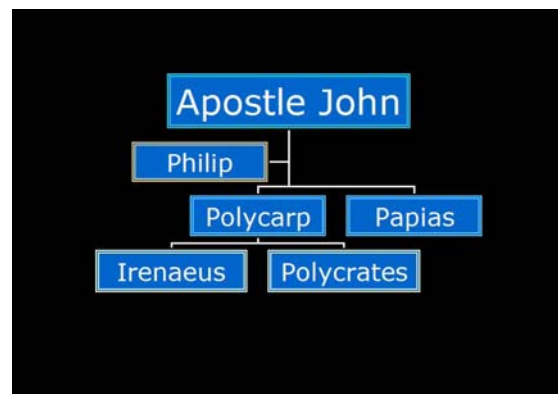 Apostle John
Philip
Polycarp
Papias
Irenaeus
Polycrates